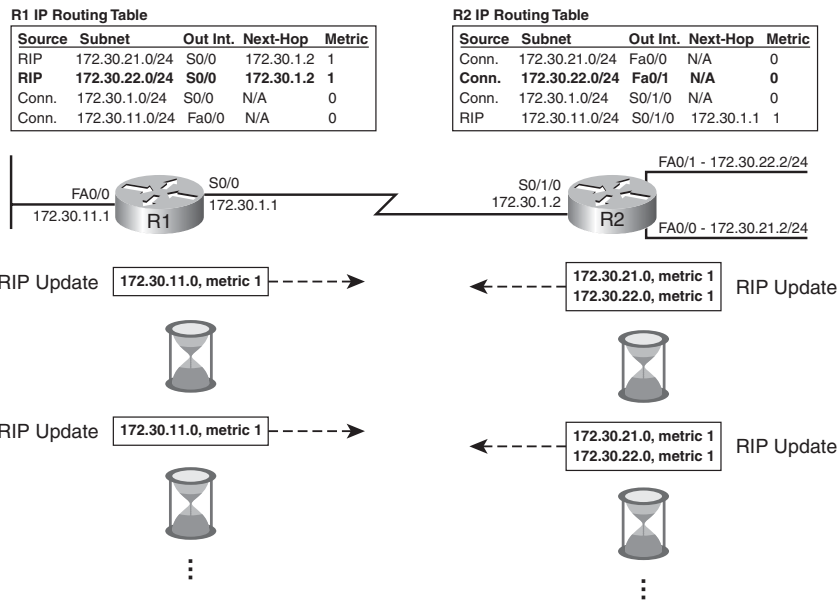 R1 IP Routing Table
Source Subnet Out Int. Next-Hop Metric
RIP 172.30.21.0/24 S0/0 172.30.1.2 1
RIP 172.30.22.0/24 S0/0 172.30.1.2 1
Conn. 172.30.1.0/24 S0/0 N/A 0
Conn. 172.30.11.0/24 Fa0/0 N/A 0
R2 IP Routing Table
Source Subnet Out Int. Next-Hop Metric
Conn. 172.30.21.0/24 Fa0/0 N/A 0
Conn. 172.30.22.0/24 Fa0/1 N/A 0
Conn. 172.30.1.0/24 S0/1/0 N/A 0
RIP 172.30.11.0/24 S0/1/0 172.30.1.1 1
FA0/0
172.30.11.1
R1
S0/0
172.30.1.1
S0/1/0
172.30.1.2
R2
FA0/1 - 172.30.22.2/24
FA0/0 - 172.30.21.2/24
RIP Update
172.30.11.0, metric 1
172.30.21.0, metric 1
172.30.22.0, metric 1
RIP Update
RIP Update
172.30.11.0, metric 1
172.30.21.0, metric 1
172.30.22.0, metric 1
RIP Update